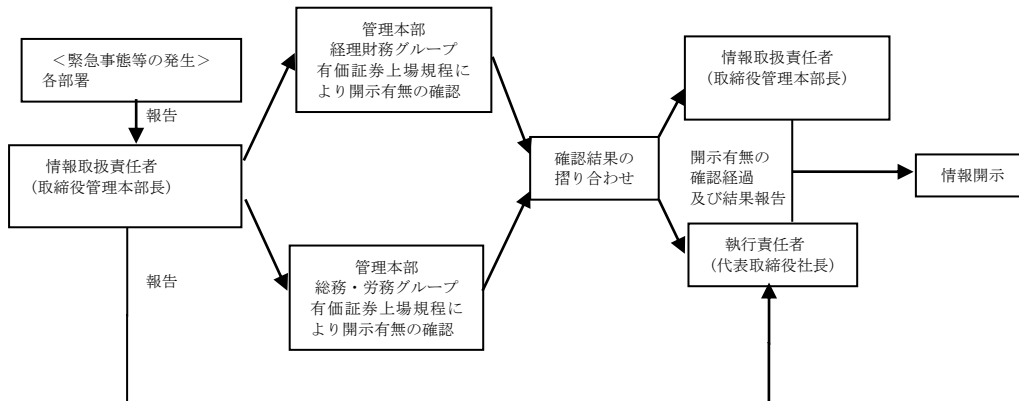 ＜緊急事態等の発生＞
各部署
報告
情報取扱責任者
（取締役管理本部長）
報告
管理本部
経理財務グループ
有価証券上場規程に
より開示有無の確認
管理本部
総務・労務グループ
有価証券上場規程に
より開示有無の確認
確認結果の
摺り合わせ
情報取扱責任者
（取締役管理本部長）
開示有無の
確認経過
及び結果報告
執行責任者
（代表取締役社長）
情報開示